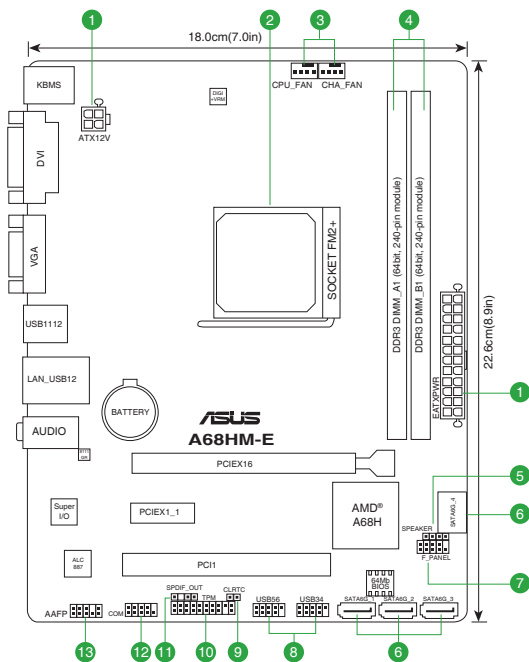 1
2
3
4
18.0cm(7.0in)
KBMS
CPU_FAN
CHA_FAN
DIGI
+VRM
ATX12V
DVI
VGA
SOCKET FM2+
DDR3 DIMM_A1 (64bit, 240-pin module)
DDR3 DIMM_B1 (64bit, 240-pin module)
22.6cm(8.9in)
EATXPWR
1
USB1112
LAN_USB12
AUDIO
BATTERY
ASUS
A68HM-E
8111
GR
PCIEX16
PCIEX1_1
Super
I/O
AMD®
A68H
5
SATA6G_4
6
SPEAKER
F_PANEL
7
ALC
887
PCI1
64Mb
BIOS
SPDIF_OUT
TPM
CLRTC
AAFP
COM
USB56
USB34
SATA6G_1
SATA6G_2
SATA6G_3
13
12
11
10
9
8
6